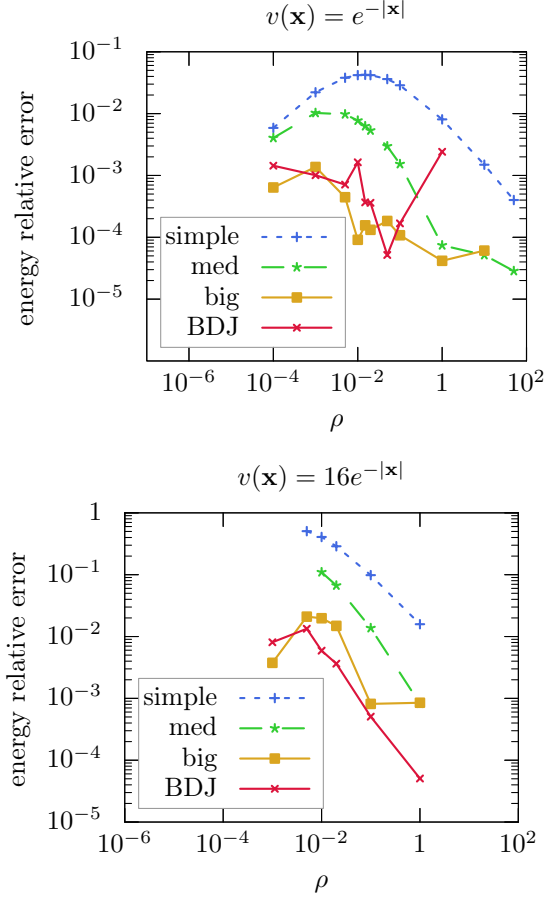 v(𝐱) = e^{−|𝐱|}
energy relative error
10^{−1}
10^{−2}
10^{−3}
10^{−4}
10^{−5}
simple
med
big
BDJ
10^{−6} 10^{−4} 10^{−2} 1 10^{2}
ρ
v(𝐱) = 16e^{−|𝐱|}
energy relative error
1
10^{−1}
10^{−2}
10^{−3}
10^{−4}
10^{−5}
simple
med
big
BDJ
10^{−6} 10^{−4} 10^{−2} 1 10^{2}
ρ